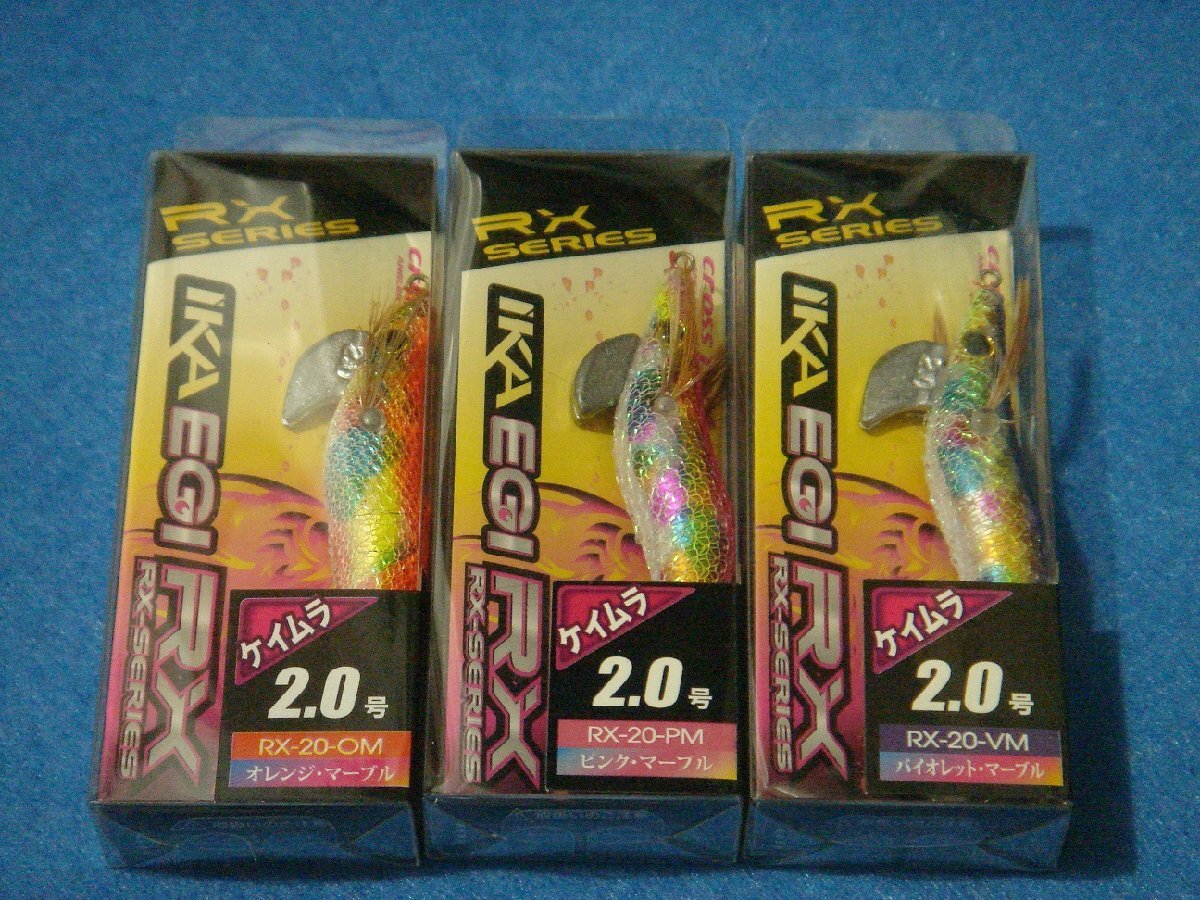 RX
SERIES
IKA EGI RX
RX-SERIES
ケイムラ
2.0号
RX-20-OM
オレンジ・マーブル
RX
SERIES
CROSS
IKA EGI RX
RX-SERIES
ケイムラ
2.0号
RX-20-PM
ピンク・マーブル
RX
SERIES
IKA EGI RX
RX-SERIES
ケイムラ
2.0号
RX-20-VM
バイオレット・マーブル